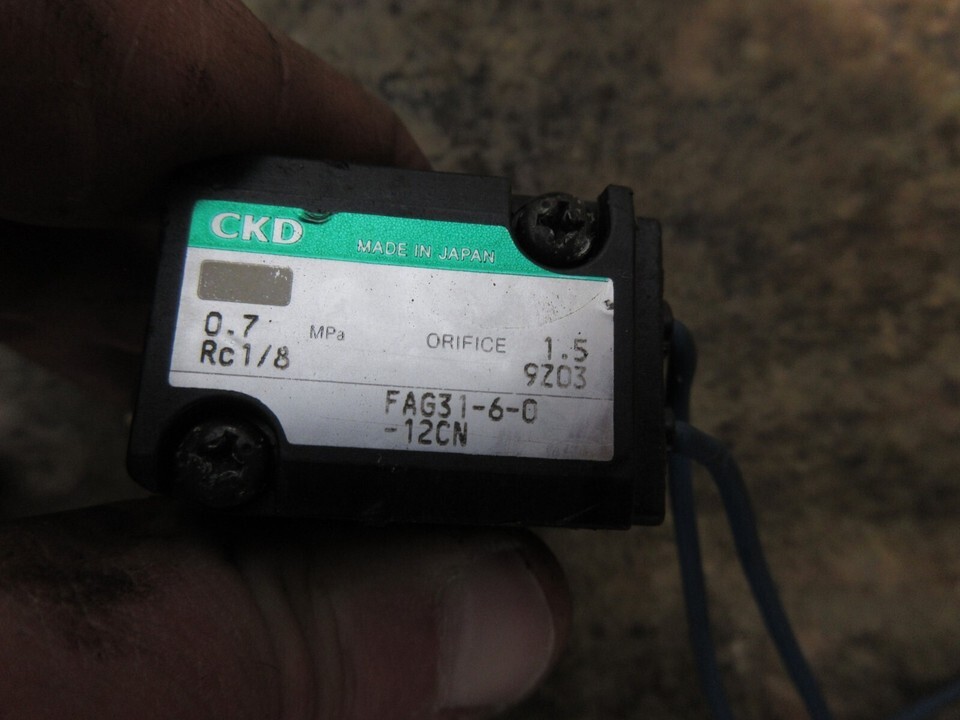 CKD
MADE IN JAPAN
0.7 MPa ORIFICE 1.5
Rc1/8 9Z03
FAG31-6-0
-12CN